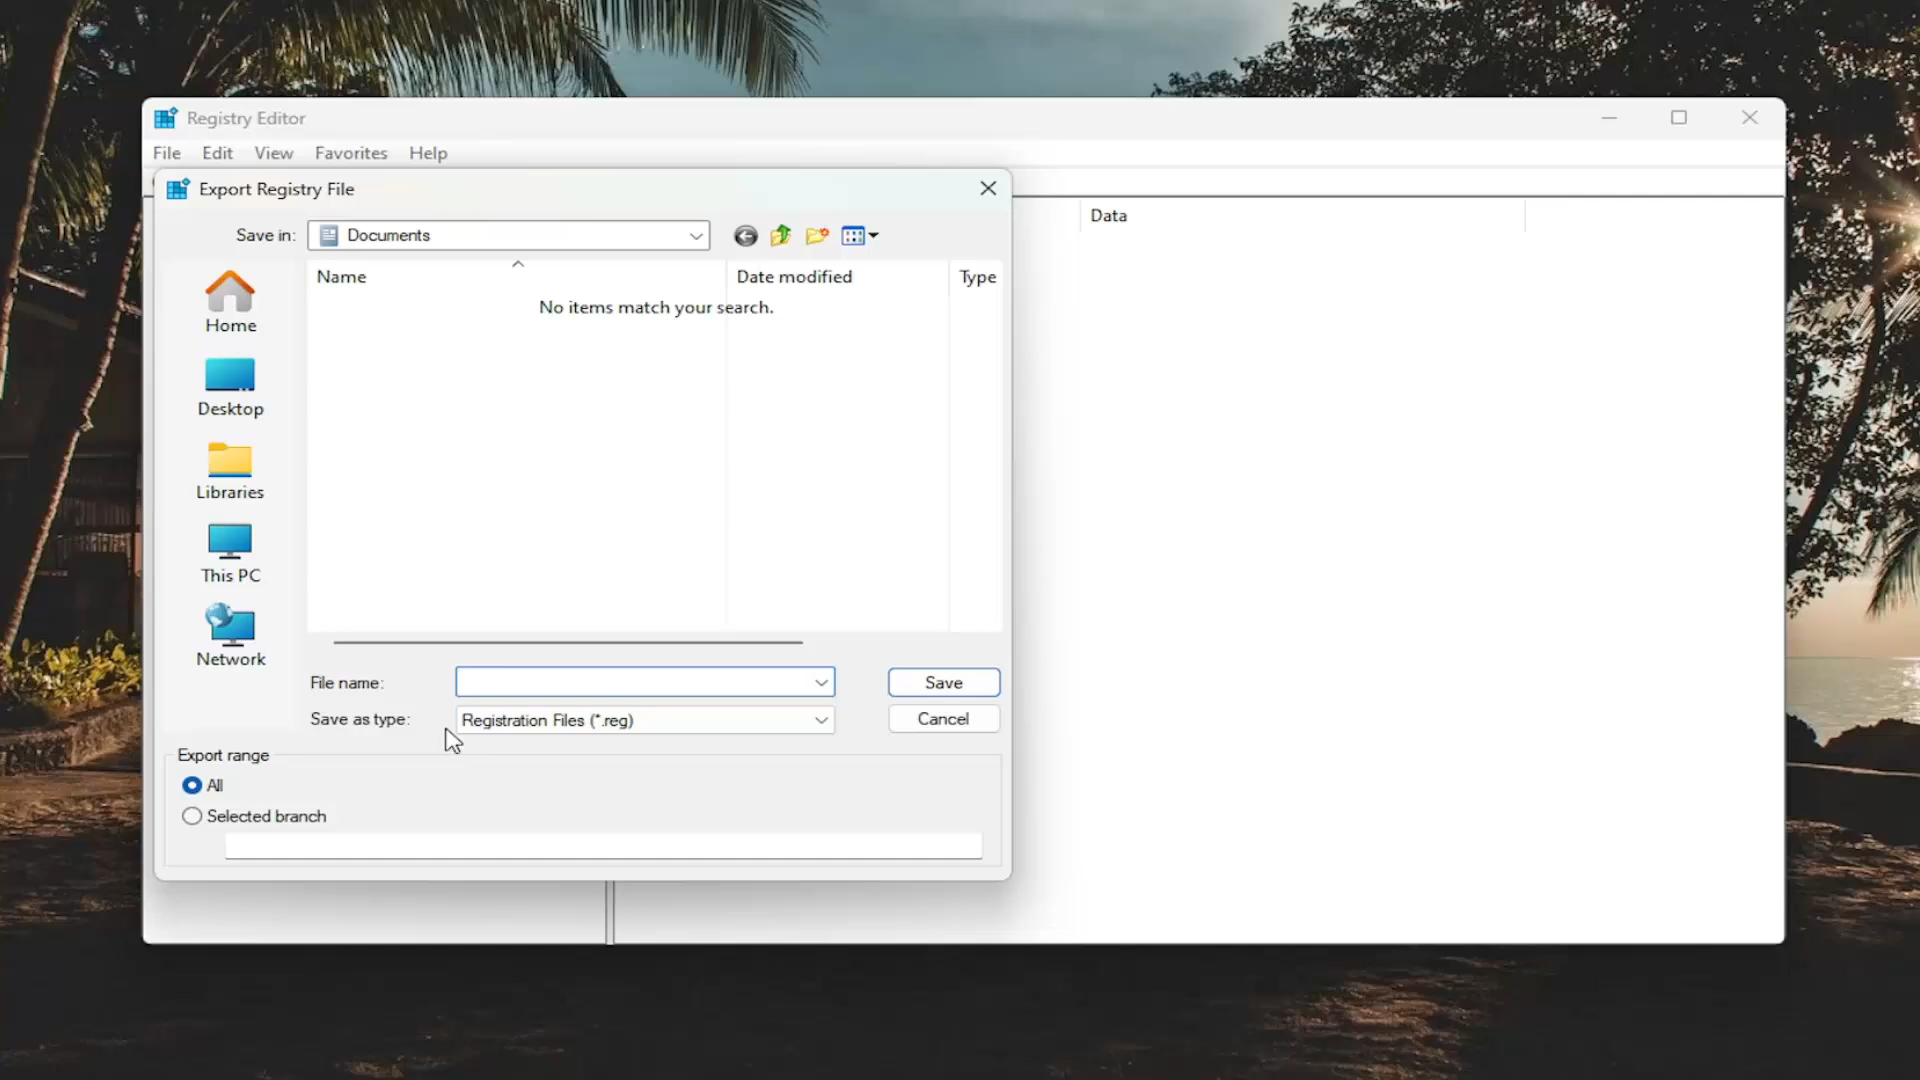 Registry Editor
File Edit View Favorites Help
Export Registry File
Data
Save in: Documents
Name Date modified Type
No items match your search.
Home
Desktop
Libraries
This PC
Network
File name: Save
Save as type: Registration Files (*.reg) Cancel
Export range
All
Selected branch